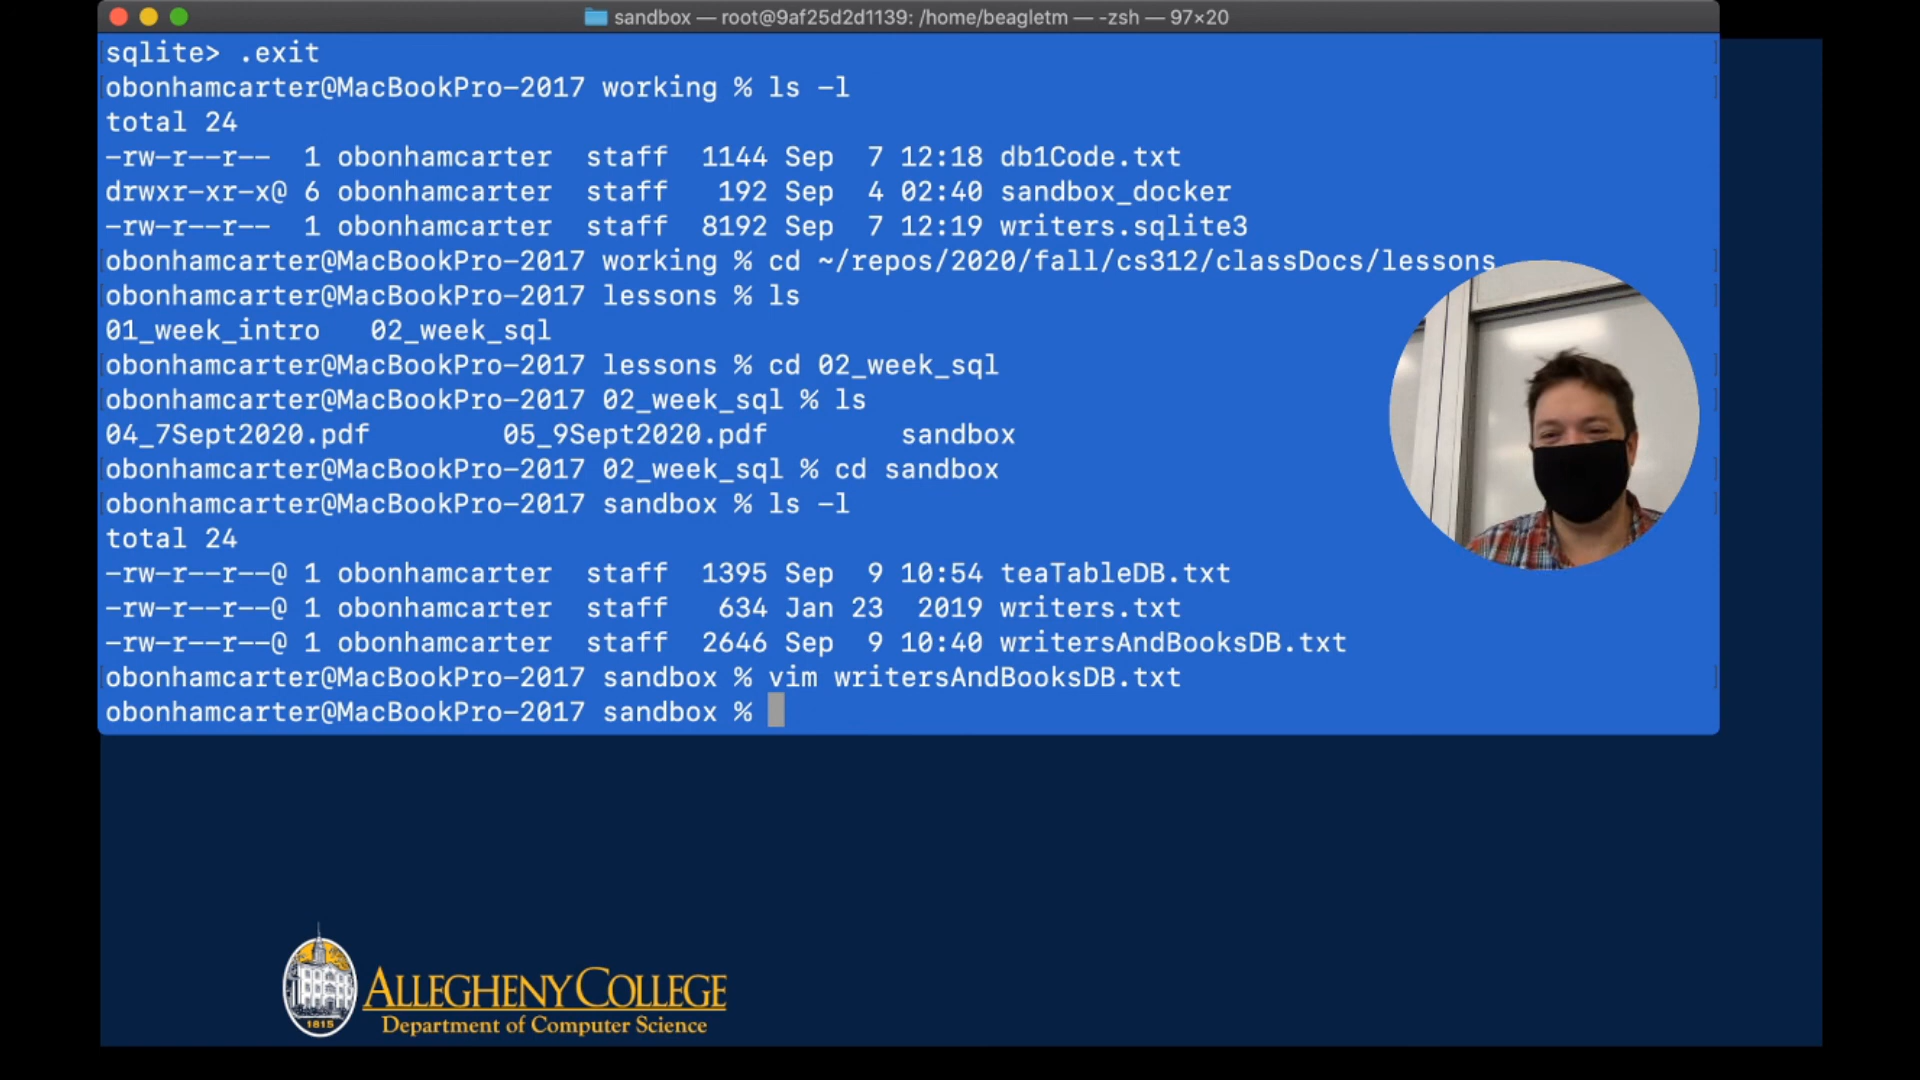 sandbox — root@9af25d2d1139: /home/beagletm — -zsh — 97×20
sqlite> .exit
obonhamcarter@MacBookPro-2017 working % ls -l
total 24
-rw-r--r--  1 obonhamcarter  staff  1144 Sep  7 12:18 db1Code.txt
drwxr-xr-x@ 6 obonhamcarter  staff   192 Sep  4 02:40 sandbox_docker
-rw-r--r--  1 obonhamcarter  staff  8192 Sep  7 12:19 writers.sqlite3
obonhamcarter@MacBookPro-2017 working % cd ~/repos/2020/fall/cs312/classDocs/lessons
obonhamcarter@MacBookPro-2017 lessons % ls
01_week_intro   02_week_sql
obonhamcarter@MacBookPro-2017 lessons % cd 02_week_sql
obonhamcarter@MacBookPro-2017 02_week_sql % ls
04_7Sept2020.pdf        05_9Sept2020.pdf        sandbox
obonhamcarter@MacBookPro-2017 02_week_sql % cd sandbox
obonhamcarter@MacBookPro-2017 sandbox % ls -l
total 24
-rw-r--r--@ 1 obonhamcarter  staff  1395 Sep  9 10:54 teaTableDB.txt
-rw-r--r--@ 1 obonhamcarter  staff   634 Jan 23  2019 writers.txt
-rw-r--r--@ 1 obonhamcarter  staff  2646 Sep  9 10:40 writersAndBooksDB.txt
obonhamcarter@MacBookPro-2017 sandbox % vim writersAndBooksDB.txt
obonhamcarter@MacBookPro-2017 sandbox %
1815
ALLEGHENY COLLEGE
Department of Computer Science